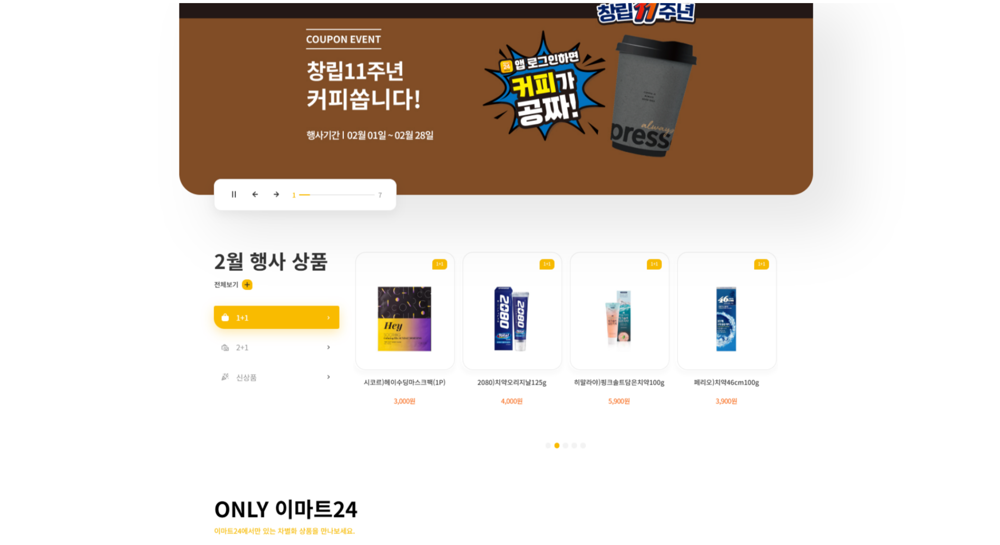 창립11주년
COUPON EVENT
창립11주년
커피쏩니다!
행사기간 | 02월 01일 ~ 02월 28일
24 앱 로그인하면
커피가
공짜!
always
press
1 7
2월 행사 상품
전체보기
1+1
2+1
신상품
1+1
Hey
시코르)헤이수딩마스크팩(1P)
3,000원
1+1
2080
2080
Total
2080)치약오리지날125g
4,000원
1+1
히말라야)핑크솔트담은치약100g
5,900원
1+1
46cm
페리오)치약46cm100g
3,900원
ONLY 이마트24
이마트24에서만 있는 차별화 상품을 만나보세요.